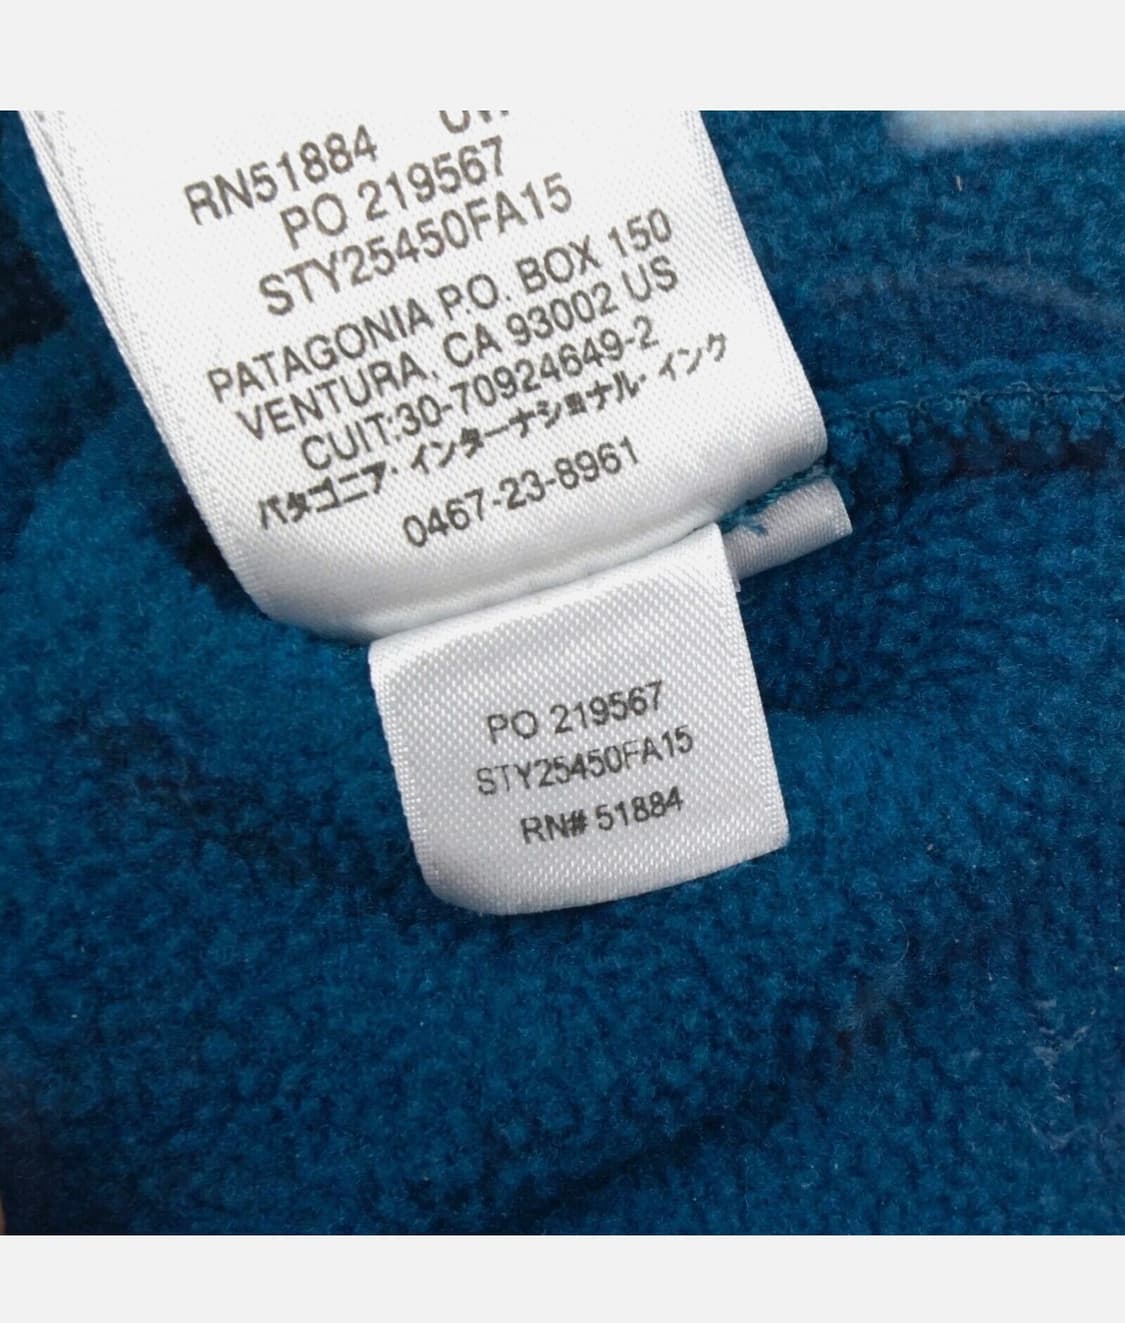 RN51884
PO 219567
STY25450FA15
PATAGONIA P.O. BOX 150
VENTURA, CA 93002 US
CUIT:30-70924649-2
パタゴニア・インターナショナル・インク
0467-23-8961
PO 219567
STY25450FA15
RN# 51884